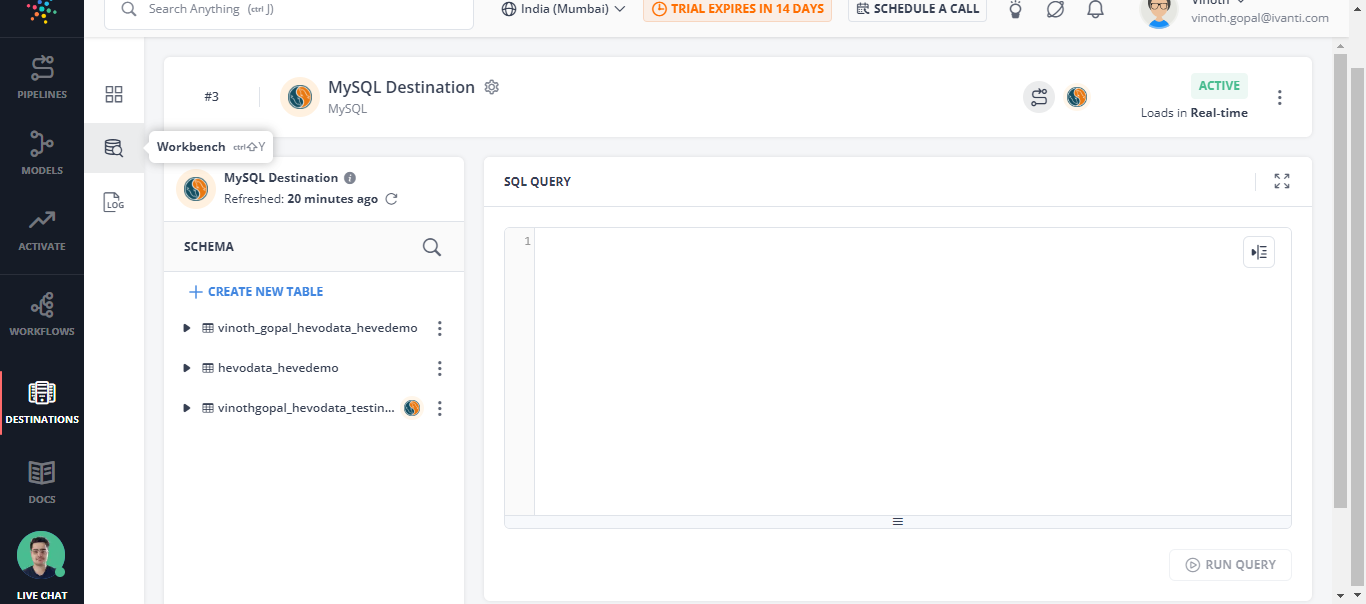 Search Anything (ctrl J)
India (Mumbai)
TRIAL EXPIRES IN 14 DAYS
SCHEDULE A CALL
Vinoth
vinoth.gopal@ivanti.com
PIPELINES
MODELS
ACTIVATE
WORKFLOWS
DESTINATIONS
DOCS
LIVE CHAT
LOG
Workbench ctrl⇧Y
#3
MySQL Destination
MySQL
ACTIVE
Loads in Real-time
MySQL Destination
Refreshed: 20 minutes ago
SCHEMA
CREATE NEW TABLE
vinoth_gopal_hevodata_hevedemo
hevodata_hevedemo
vinothgopal_hevodata_testin...
SQL QUERY
1
RUN QUERY